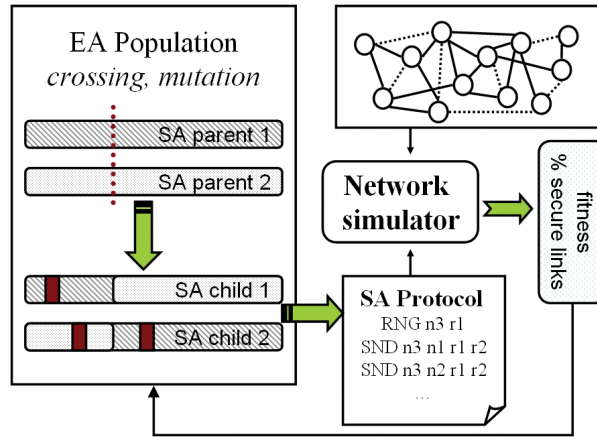 EA Population
crossing, mutation
SA parent 1
SA parent 2
SA child 1
SA child 2
Network
simulator
SA Protocol
RNG n3 r1
SND n3 n1 r1 r2
SND n3 n2 r1 r2
...
fitness
% secure links